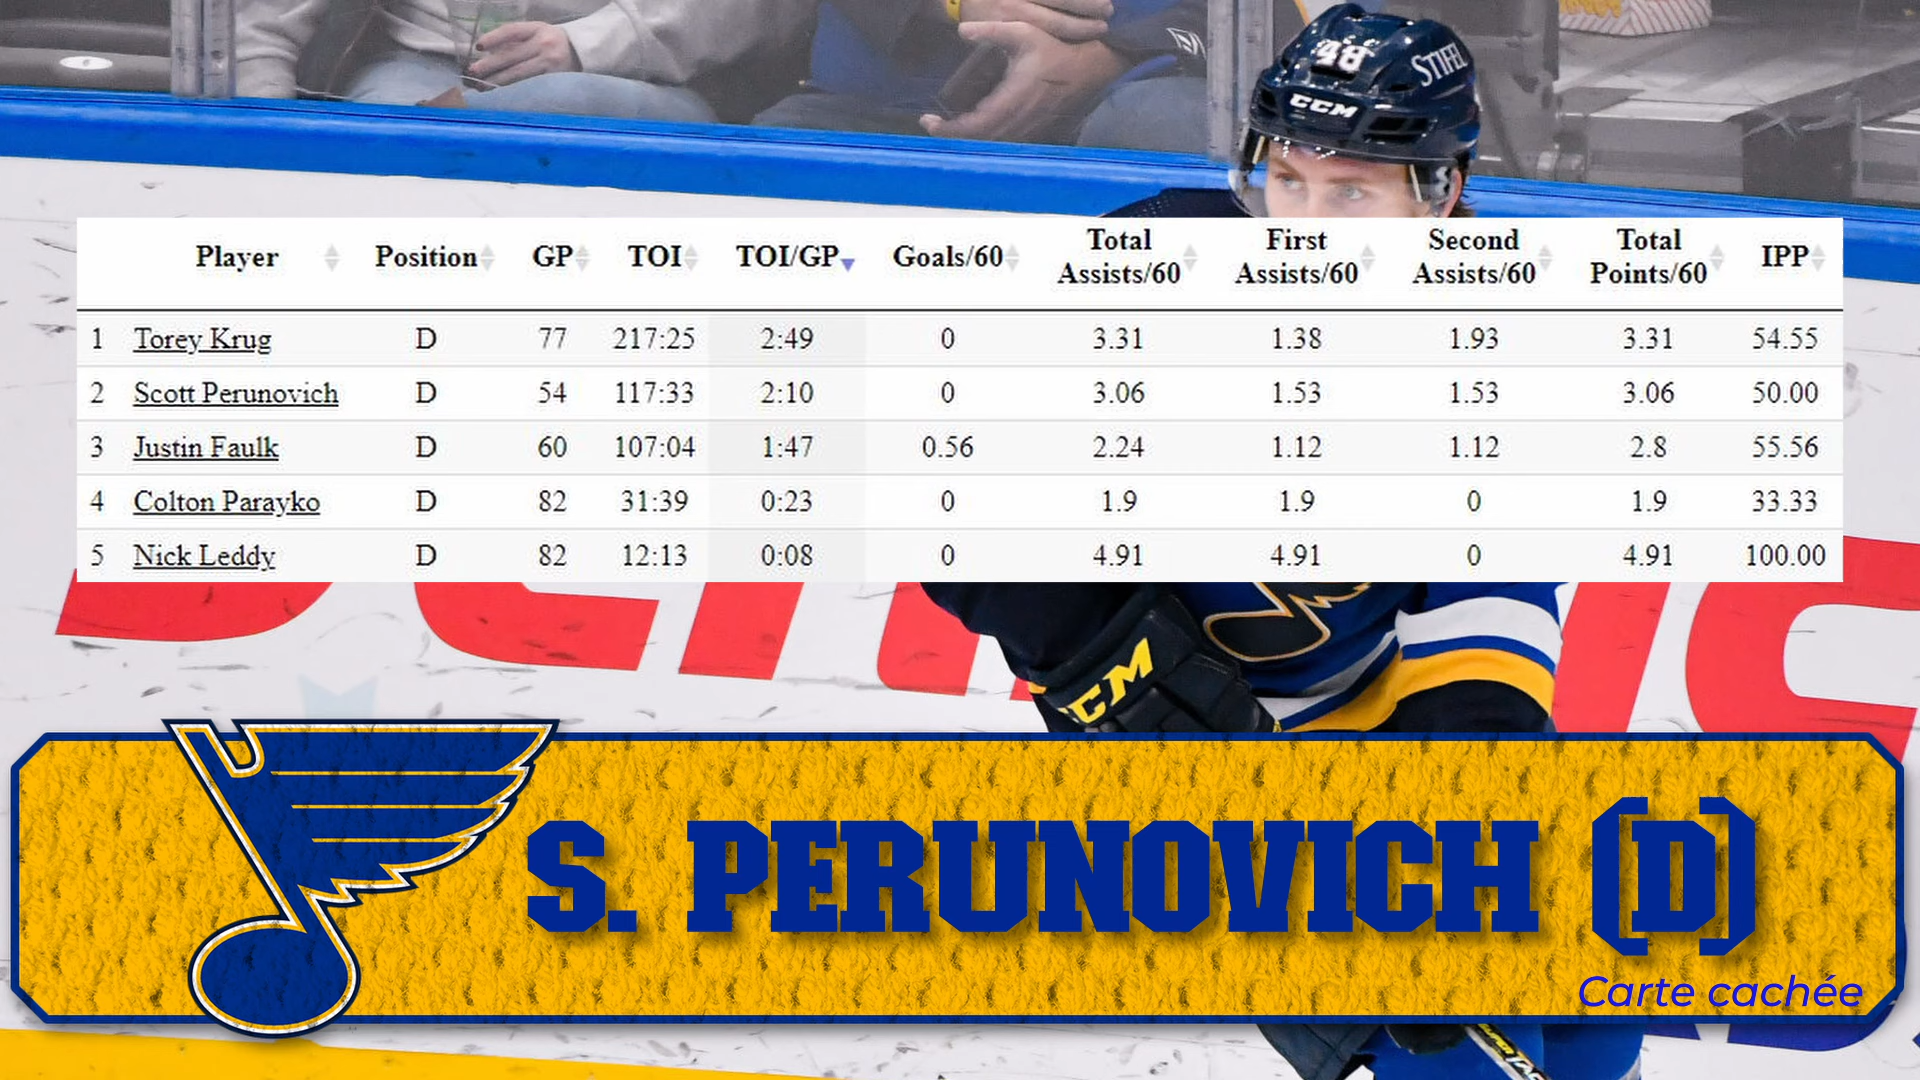 48
STIFEL
CCM
Player Position GP TOI TOI/GP Goals/60 Total Assists/60 First Assists/60 Second Assists/60 Total Points/60 IPP
1 Torey Krug D 77 217:25 2:49 0 3.31 1.38 1.93 3.31 54.55
2 Scott Perunovich D 54 117:33 2:10 0 3.06 1.53 1.53 3.06 50.00
3 Justin Faulk D 60 107:04 1:47 0.56 2.24 1.12 1.12 2.8 55.56
4 Colton Parayko D 82 31:39 0:23 0 1.9 1.9 0 1.9 33.33
5 Nick Leddy D 82 12:13 0:08 0 4.91 4.91 0 4.91 100.00
CCM
S. PERUNOVICH (D)
Carte cachée